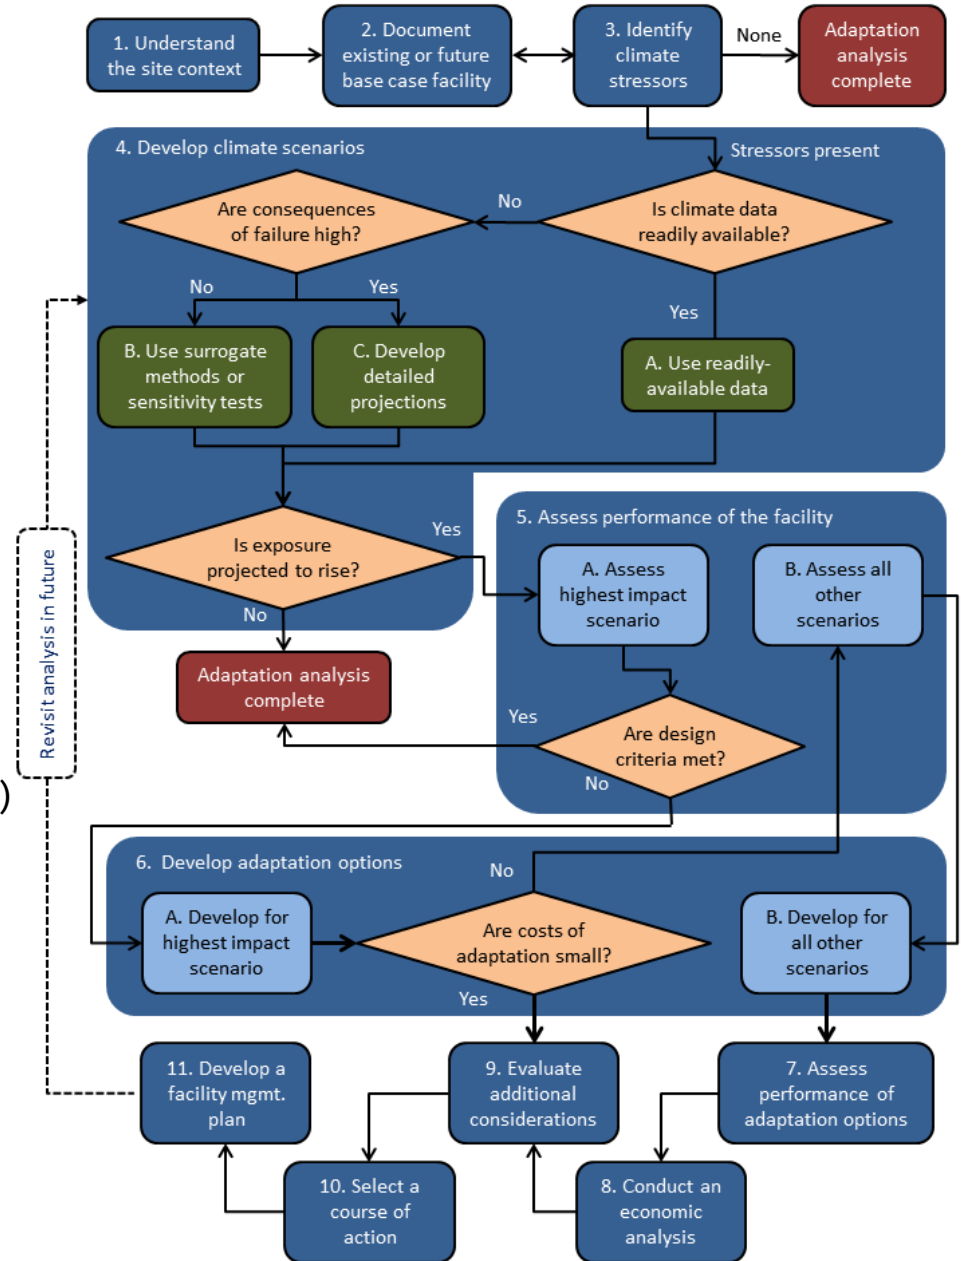 1. Understand
the site context
2. Document
existing or future
base case facility
3. Identify
climate
stressors
None
Adaptation
analysis
complete
4. Develop climate scenarios
Stressors present
Are consequences
of failure high?
No
Is climate data
readily available?
No
Yes
Yes
B. Use surrogate
methods or
sensitivity tests
C. Develop
detailed
projections
A. Use readily-
available data
Is exposure
projected to rise?
Yes
No
Adaptation analysis
complete
5. Assess performance of the facility
A. Assess
highest impact
scenario
B. Assess all
other
scenarios
Yes
Are design
criteria met?
No
Revisit analysis in future
)
6. Develop adaptation options
No
A. Develop for
highest impact
scenario
Are costs of
adaptation small?
Yes
B. Develop for
all other
scenarios
11. Develop a
facility mgmt.
plan
9. Evaluate
additional
considerations
7. Assess
performance of
adaptation options
10. Select a
course of
action
8. Conduct an
economic
analysis